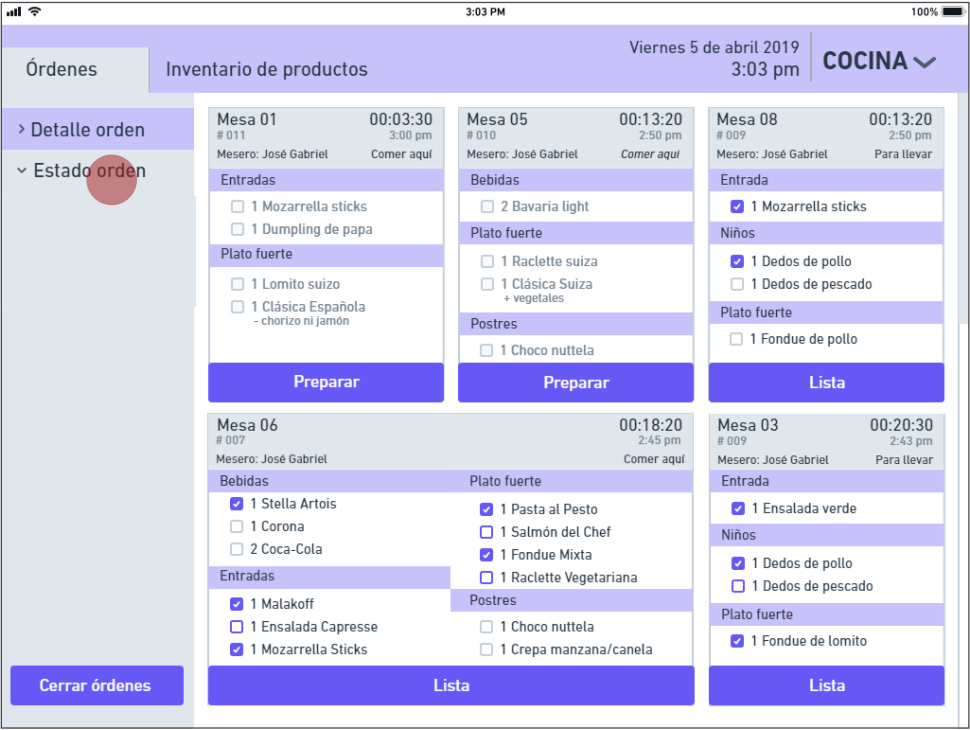 3:03 PM
100%
Órdenes
Inventario de productos
Viernes 5 de abril 2019
3:03 pm
COCINA
Detalle orden
Estado orden
Cerrar órdenes
Mesa 01 00:03:30
# 011 3:00 pm
Mesero: José Gabriel Comer aquí
Entradas
1 Mozarrella sticks
1 Dumpling de papa
Plato fuerte
1 Lomito suizo
1 Clásica Española
- chorizo ni jamón
Preparar
Mesa 05 00:13:20
# 010 2:50 pm
Mesero: José Gabriel Comer aquí
Bebidas
2 Bavaria light
Plato fuerte
1 Raclette suiza
1 Clásica Suiza
+ vegetales
Postres
1 Choco nuttela
Preparar
Mesa 08 00:13:20
# 009 2:50 pm
Mesero: José Gabriel Para llevar
Entrada
1 Mozarrella sticks
Niños
1 Dedos de pollo
1 Dedos de pescado
Plato fuerte
1 Fondue de pollo
Lista
Mesa 06 00:18:20
# 007 2:45 pm
Mesero: José Gabriel Comer aquí
Bebidas
1 Stella Artois
1 Corona
2 Coca-Cola
Entradas
1 Malakoff
1 Ensalada Capresse
1 Mozarrella Sticks
Plato fuerte
1 Pasta al Pesto
1 Salmón del Chef
1 Fondue Mixta
1 Raclette Vegetariana
Postres
1 Choco nuttela
1 Crepa manzana/canela
Lista
Mesa 03 00:20:30
# 009 2:43 pm
Mesero: José Gabriel Para llevar
Entrada
1 Ensalada verde
Niños
1 Dedos de pollo
1 Dedos de pescado
Plato fuerte
1 Fondue de lomito
Lista